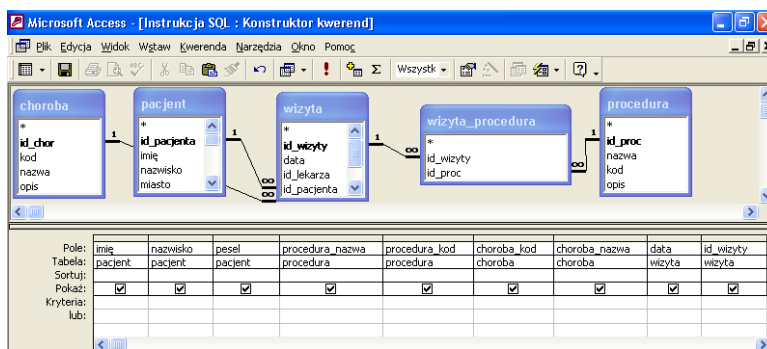 Microsoft Access - [Instrukcja SQL : Konstruktor kwerend]
Plik Edycja Widok Wstaw Kwerenda Narzędzia Okno Pomoc
Σ Wszystk
choroba
*
id_chor
kod
nazwa
opis
pacjent
*
id_pacjenta
imię
nazwisko
miasto
wizyta
*
id_wizyty
data
id_lekarza
id_pacjenta
wizyta_procedura
*
id_wizyty
id_proc
procedura
*
id_proc
nazwa
kod
opis
1 1 ∞ ∞ 1 ∞ 1 ∞
Pole: imię nazwisko pesel procedura_nazwa procedura_kod choroba_kod choroba_nazwa data id_wizyty
Tabela: pacjent pacjent pacjent procedura procedura choroba choroba wizyta wizyta
Sortuj:
Pokaż:
Kryteria:
lub: